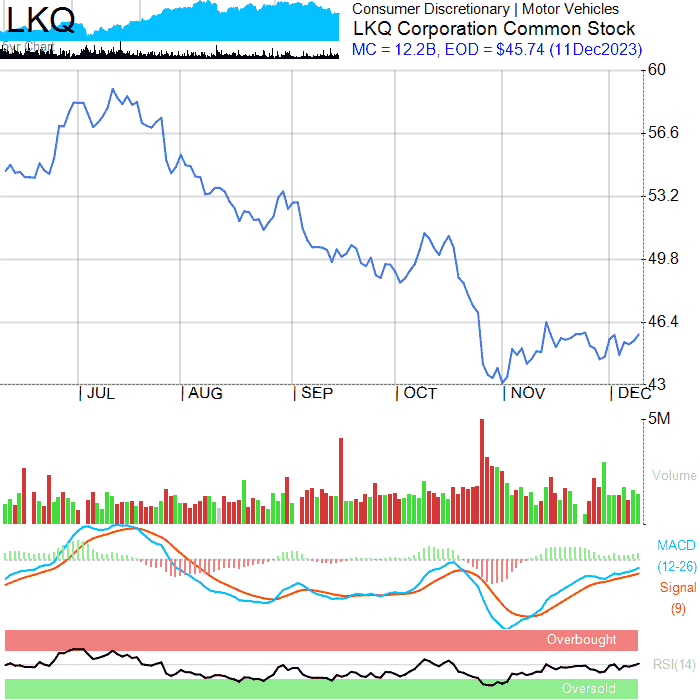 LKQ
Consumer Discretionary | Motor Vehicles
LKQ Corporation Common Stock
MC = 12.2B, EOD = $45.74 (11Dec2023)
60
56.6
53.2
49.8
46.4
43
JUL AUG SEP OCT NOV DEC
5M
Volume
MACD
(12-26)
Signal
(9)
Overbought
RSI(14)
Oversold